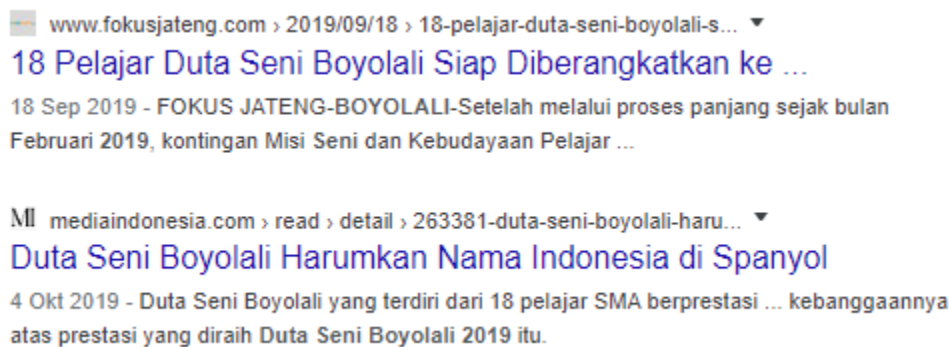 www.fokusjateng.com › 2019/09/18 › 18-pelajar-duta-seni-boyolali-s...
18 Pelajar Duta Seni Boyolali Siap Diberangkatkan ke ...
18 Sep 2019 - FOKUS JATENG-BOYOLALI-Setelah melalui proses panjang sejak bulan
Februari 2019, kontingan Misi Seni dan Kebudayaan Pelajar ...
MI mediaindonesia.com › read › detail › 263381-duta-seni-boyolali-haru...
Duta Seni Boyolali Harumkan Nama Indonesia di Spanyol
4 Okt 2019 - Duta Seni Boyolali yang terdiri dari 18 pelajar SMA berprestasi ... kebanggaannya
atas prestasi yang diraih Duta Seni Boyolali 2019 itu.